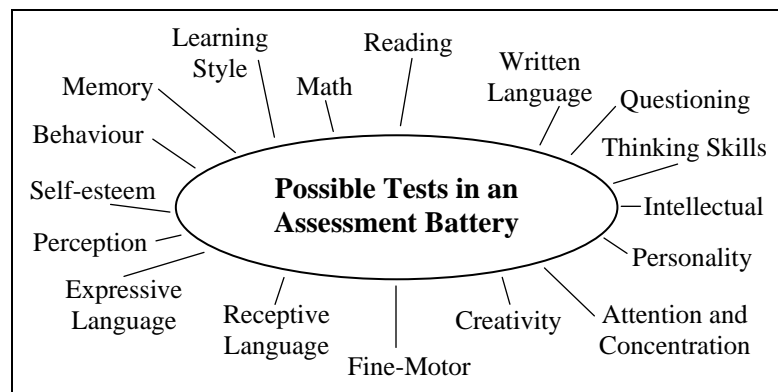 Learning
Style
Reading
Math
Written
Language
Memory
Questioning
Behaviour
Thinking Skills
Possible Tests in an
Assessment Battery
Self-esteem
Intellectual
Perception
Personality
Expressive
Language
Receptive
Language
Fine-Motor
Creativity
Attention and
Concentration